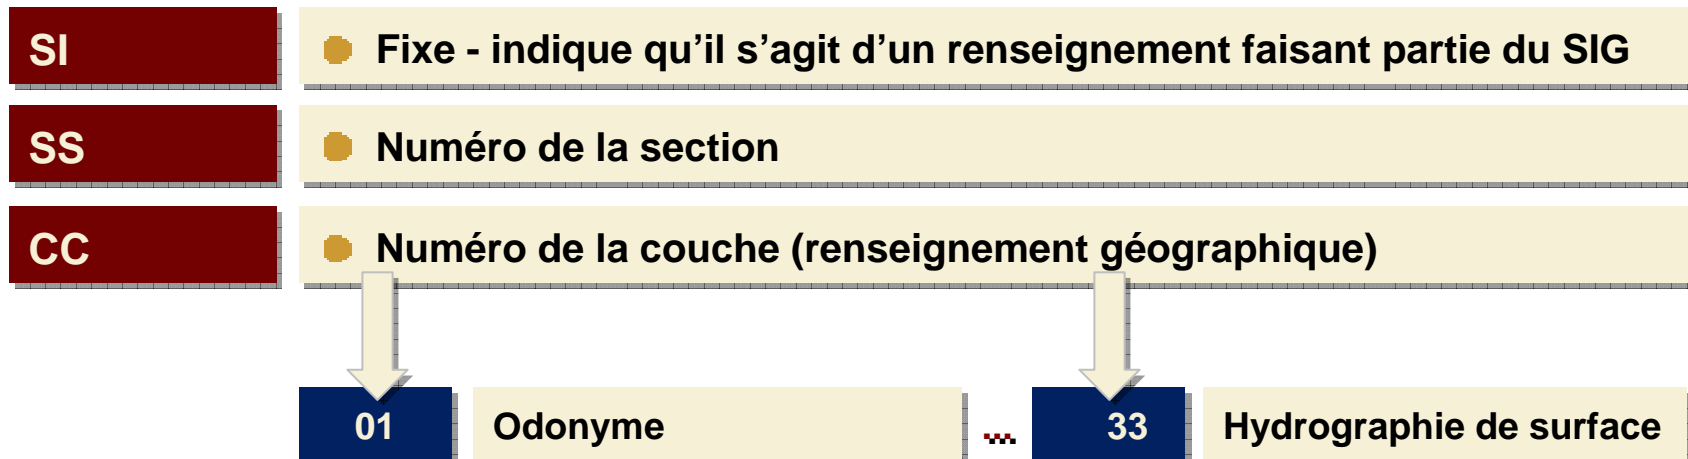 SI Fixe - indique qu’il s’agit d’un renseignement faisant partie du SIG
SS Numéro de la section
CC Numéro de la couche (renseignement géographique)
01 Odonyme ... 33 Hydrographie de surface